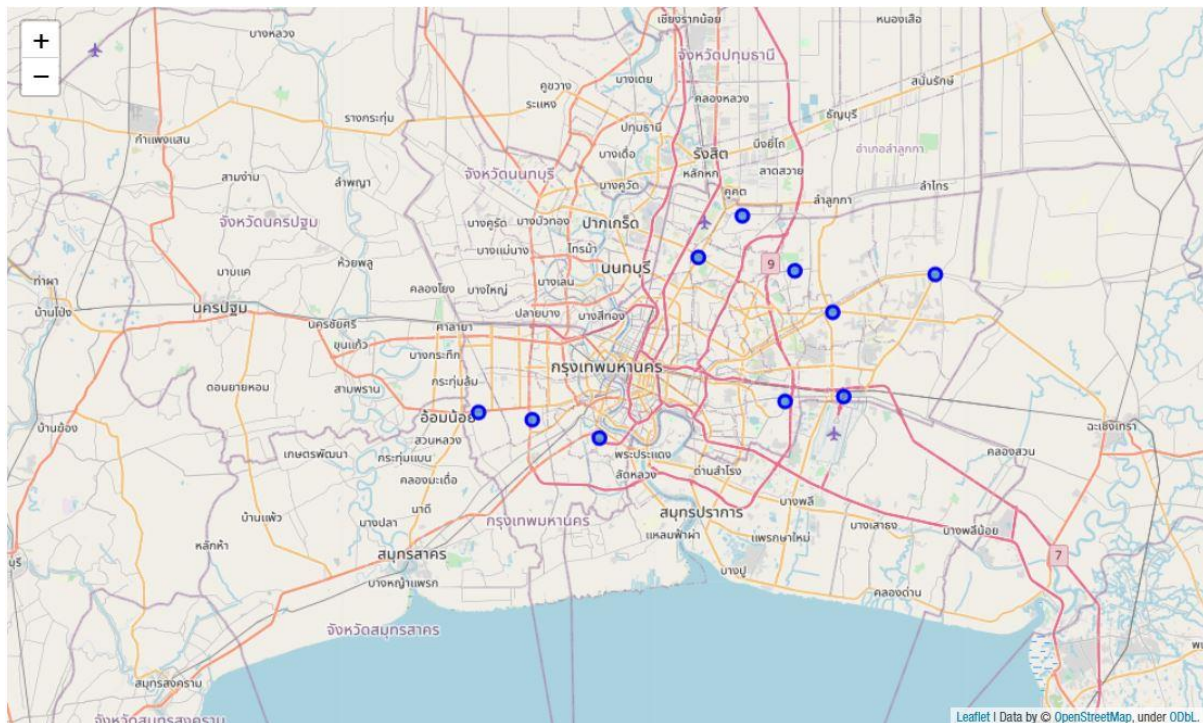 +
−
บางหลวง
เชียงรากน้อย
หนองเสือ
จังหวัดปทุมธานี
บางเตย
คูขวาง
ระแหง
สนั่นรักษ์
คลองหลวง
กำแพงแสน
รางกระทุ่ม
ปทุมธานี
ธัญบุรี
บึงยี่โถ
บางเดื่อ
รังสิต
อำเภอลำลูกกา
สามง่าม
ลำพญา
จังหวัดนนทบุรี
บางคูวัด
หลักหก
ลาดสวาย
คูคต
ลำไทร
ลำลูกกา
จังหวัดนครปฐม
บางคูรัด
บางบัวทอง
ปากเกร็ด
บางแม่นาง
ไทรม้า
ท่าผา
มาบแค
ห้วยพลู
นนทบุรี
9
คลองโยง
บางใหญ่
บางเลน
บ้านโป่ง
นครปฐม
ปลายบาง
บางสีทอง
นครชัยศรี
ศาลายา
ขุนแก้ว
บางกระทึก
กรุงเทพมหานคร
ดอนยายหอม
สามพราน
กระทุ่มล้ม
อ้อมน้อย
บ้านฆ้อง
สวนหลวง
ฉะเชิงเทรา
เกษตรพัฒนา
กระทุ่มแบน
พระประแดง
คลองสวน
ลัดหลวง
ด่านสำโรง
คลองมะเดื่อ
บางพลี
นาดี
บ้านแพ้ว
บางปลา
กรุงเทพมหานคร
สมุทรปราการ
บางเสาธง
บางพลีน้อย
แหลมฟ้าผ่า
แพรกษาใหม่
หลักห้า
สมุทรสาคร
7
บุรี
บางปู
บางหญ้าแพรก
คลองด่าน
จังหวัดสมุทรสาคร
สมุทรสงคราม
จังหวัดสมุทรสงคราม
Leaflet | Data by © OpenStreetMap, under ODbL